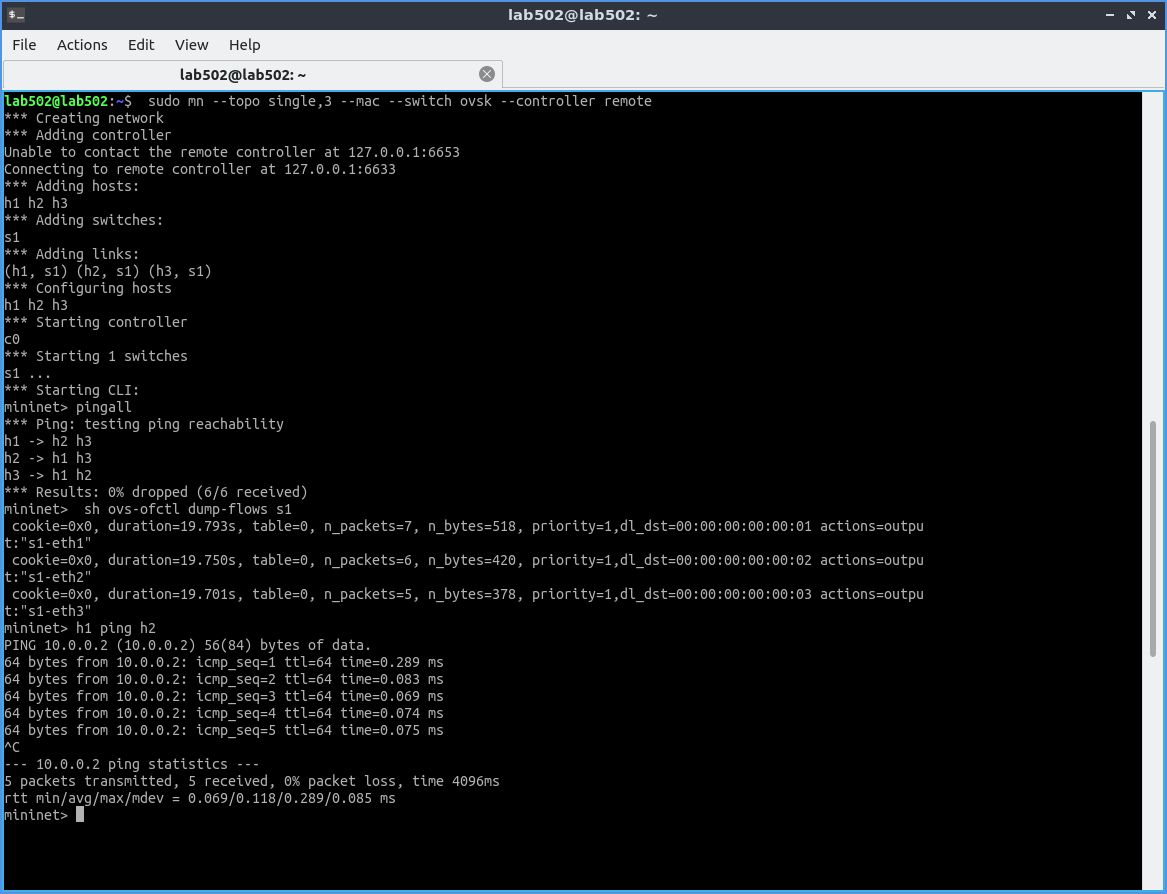 lab502@lab502: ~
File Actions Edit View Help
lab502@lab502: ~
lab502@lab502:~$  sudo mn --topo single,3 --mac --switch ovsk --controller remote
*** Creating network
*** Adding controller
Unable to contact the remote controller at 127.0.0.1:6653
Connecting to remote controller at 127.0.0.1:6633
*** Adding hosts:
h1 h2 h3
*** Adding switches:
s1
*** Adding links:
(h1, s1) (h2, s1) (h3, s1)
*** Configuring hosts
h1 h2 h3
*** Starting controller
c0
*** Starting 1 switches
s1 ...
*** Starting CLI:
mininet> pingall
*** Ping: testing ping reachability
h1 -> h2 h3
h2 -> h1 h3
h3 -> h1 h2
*** Results: 0% dropped (6/6 received)
mininet>  sh ovs-ofctl dump-flows s1
 cookie=0x0, duration=19.793s, table=0, n_packets=7, n_bytes=518, priority=1,dl_dst=00:00:00:00:00:01 actions=outpu
t:"s1-eth1"
 cookie=0x0, duration=19.750s, table=0, n_packets=6, n_bytes=420, priority=1,dl_dst=00:00:00:00:00:02 actions=outpu
t:"s1-eth2"
 cookie=0x0, duration=19.701s, table=0, n_packets=5, n_bytes=378, priority=1,dl_dst=00:00:00:00:00:03 actions=outpu
t:"s1-eth3"
mininet> h1 ping h2
PING 10.0.0.2 (10.0.0.2) 56(84) bytes of data.
64 bytes from 10.0.0.2: icmp_seq=1 ttl=64 time=0.289 ms
64 bytes from 10.0.0.2: icmp_seq=2 ttl=64 time=0.083 ms
64 bytes from 10.0.0.2: icmp_seq=3 ttl=64 time=0.069 ms
64 bytes from 10.0.0.2: icmp_seq=4 ttl=64 time=0.074 ms
64 bytes from 10.0.0.2: icmp_seq=5 ttl=64 time=0.075 ms
^C
--- 10.0.0.2 ping statistics ---
5 packets transmitted, 5 received, 0% packet loss, time 4096ms
rtt min/avg/max/mdev = 0.069/0.118/0.289/0.085 ms
mininet>